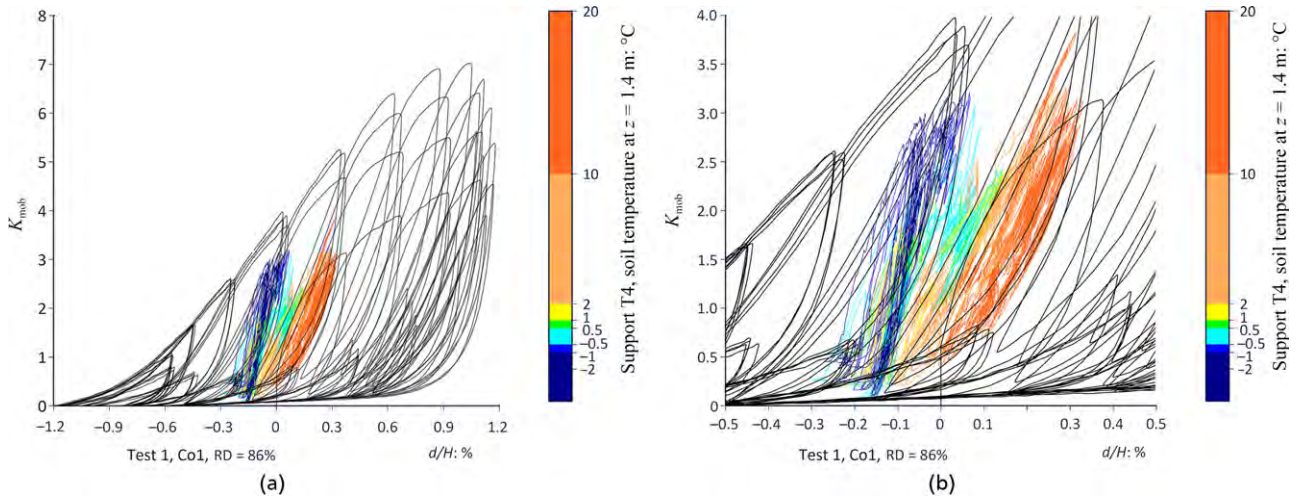 8
7
6
5
4
3
2
1
0
K_mob
−1.2 −0.9 −0.6 −0.3 0 0.3 0.6 0.9 1.2
Test 1, Co1, RD = 86%
d/H: %
(a)
20
10
2
1
−0.5
−1
−2
Support T4, soil temperature at z = 1.4 m: °C
4.0
3.5
3.0
2.5
2.0
1.5
1.0
0.5
0
K_mob
−0.5 −0.4 −0.3 −0.2 −0.1 0 0.1 0.2 0.3 0.4 0.5
Test 1, Co1, RD = 86%
d/H: %
(b)
20
10
2
1
−0.5
−1
−2
Support T4, soil temperature at z = 1.4 m: °C